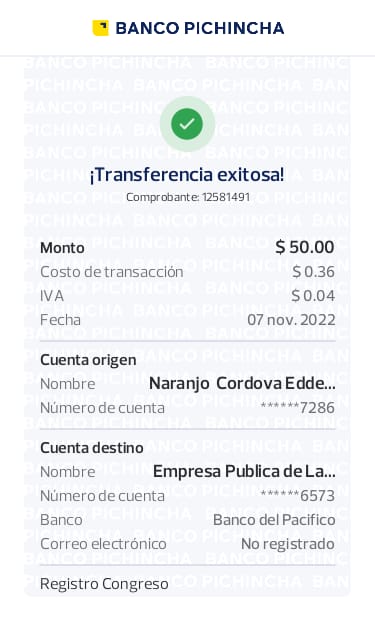 BANCO PICHINCHA
¡Transferencia exitosa!
Comprobante: 12581491
Monto $ 50.00
Costo de transacción $ 0.36
IVA $ 0.04
Fecha 07 nov. 2022
Cuenta origen
Nombre Naranjo Cordova Edde...
Número de cuenta ******7286
Cuenta destino
Nombre Empresa Publica de La...
Número de cuenta ******6573
Banco Banco del Pacifico
Correo electrónico No registrado
Registro Congreso